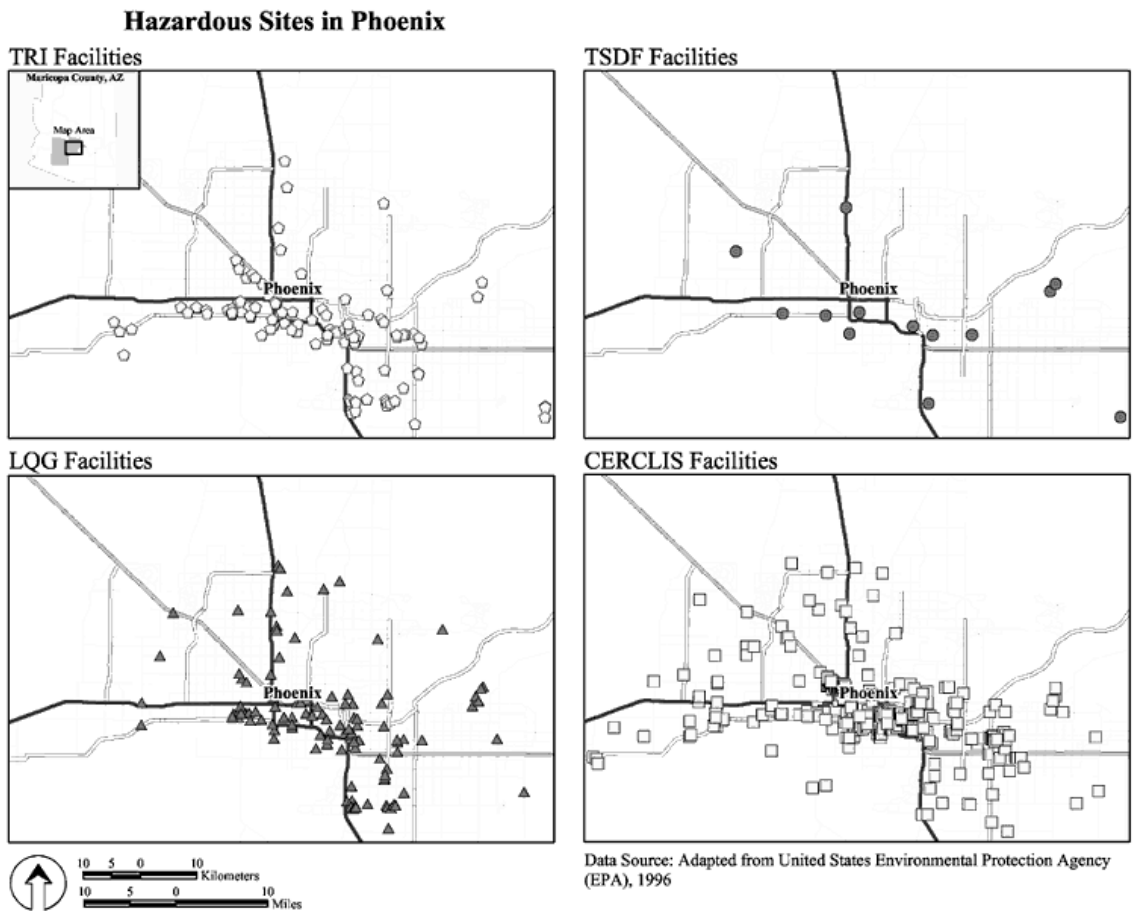 Hazardous Sites in Phoenix
TRI Facilities
TSDF Facilities
Maricopa County, AZ
Map Area
Phoenix
Phoenix
LQG Facilities
CERCLIS Facilities
Phoenix
Phoenix
10 5 0 10
Kilometers
10 5 0 10
Miles
Data Source: Adapted from United States Environmental Protection Agency
(EPA), 1996